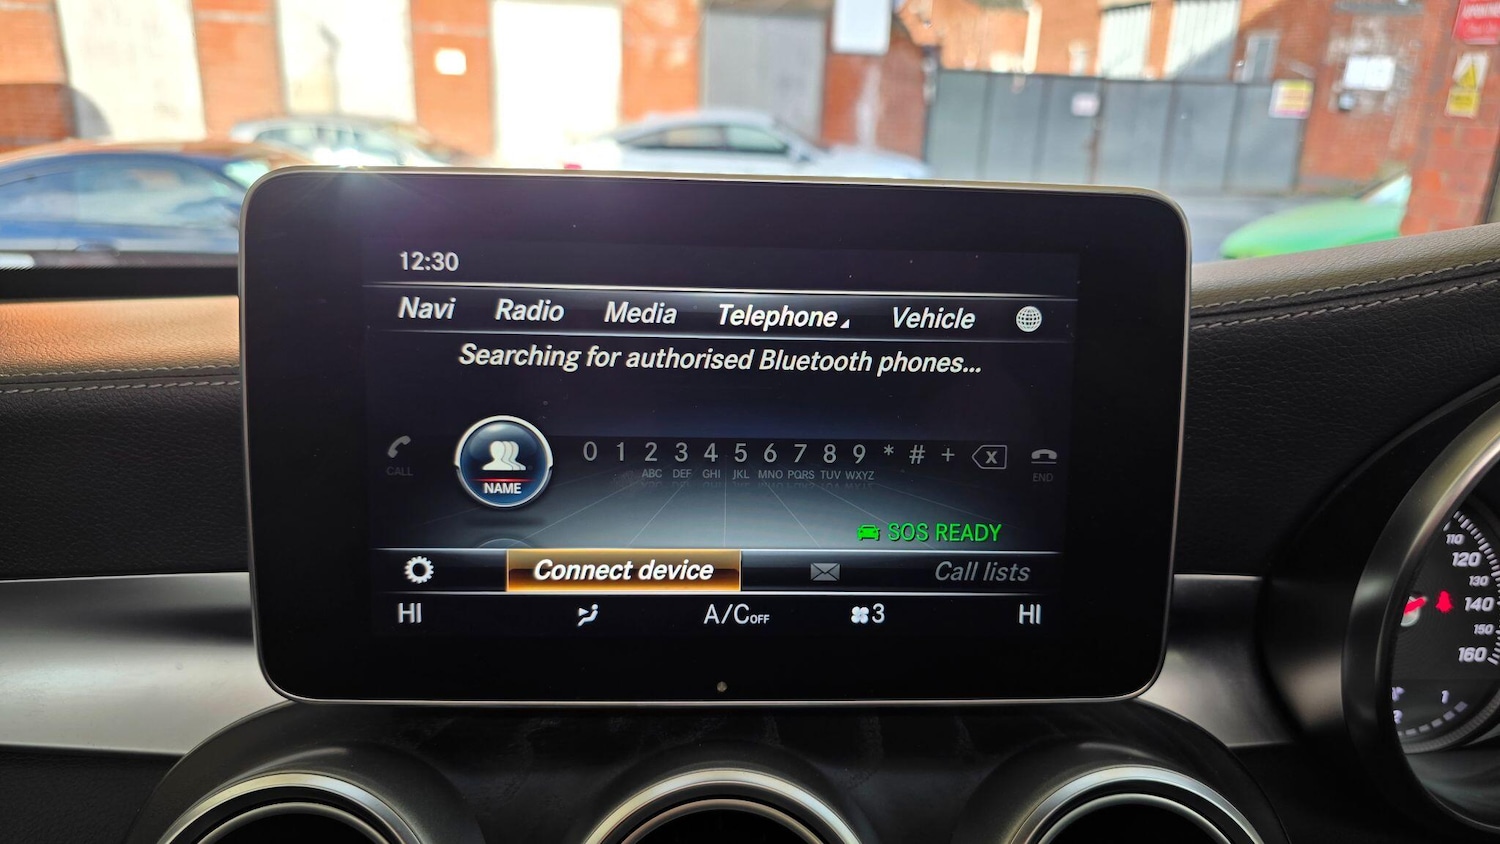 12:30
Navi Radio Media Telephone Vehicle
Searching for authorised Bluetooth phones...
0 1 2 3 4 5 6 7 8 9 * # + X
CALL ABC DEF GHI JKL MNO PQRS TUV WXYZ END
NAME
SOS READY
Connect device Call lists
HI A/C OFF 3 HI
110
120
130
140
150
160
1